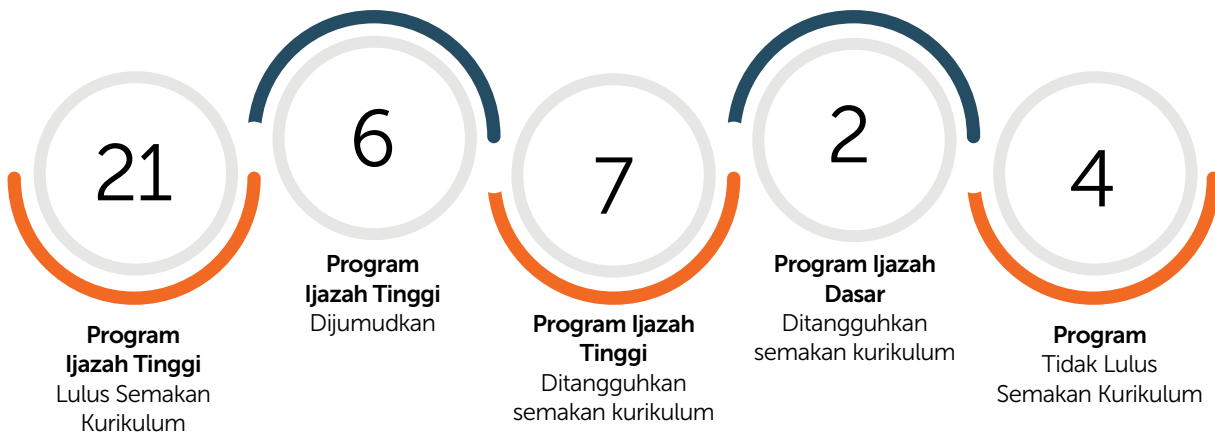 21
Program
Ijazah Tinggi
Lulus Semakan
Kurikulum
6
Program
Ijazah Tinggi
Dijumudkan
7
Program Ijazah
Tinggi
Ditangguhkan
semakan kurikulum
2
Program Ijazah
Dasar
Ditangguhkan
semakan kurikulum
4
Program
Tidak Lulus
Semakan Kurikulum